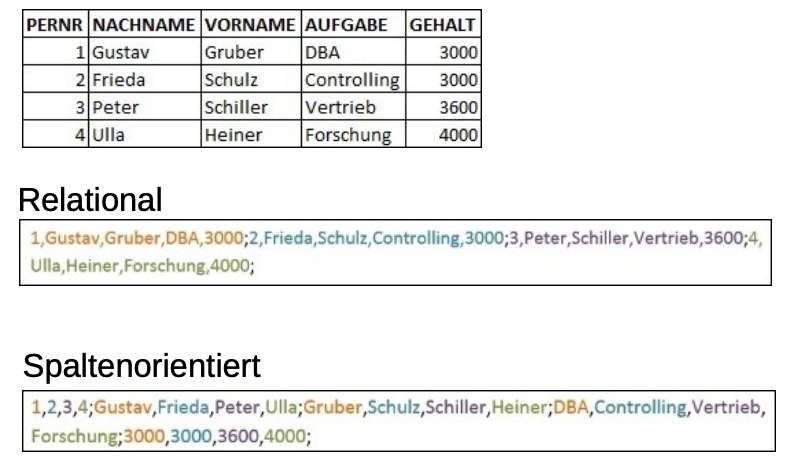 PERNR NACHNAME VORNAME AUFGABE GEHALT
1 Gustav Gruber DBA 3000
2 Frieda Schulz Controlling 3000
3 Peter Schiller Vertrieb 3600
4 Ulla Heiner Forschung 4000
Relational
1,Gustav,Gruber,DBA,3000;2,Frieda,Schulz,Controlling,3000;3,Peter,Schiller,Vertrieb,3600;4,
Ulla,Heiner,Forschung,4000;
Spaltenorientiert
1,2,3,4;Gustav,Frieda,Peter,Ulla;Gruber,Schulz,Schiller,Heiner;DBA,Controlling,Vertrieb,
Forschung;3000,3000,3600,4000;